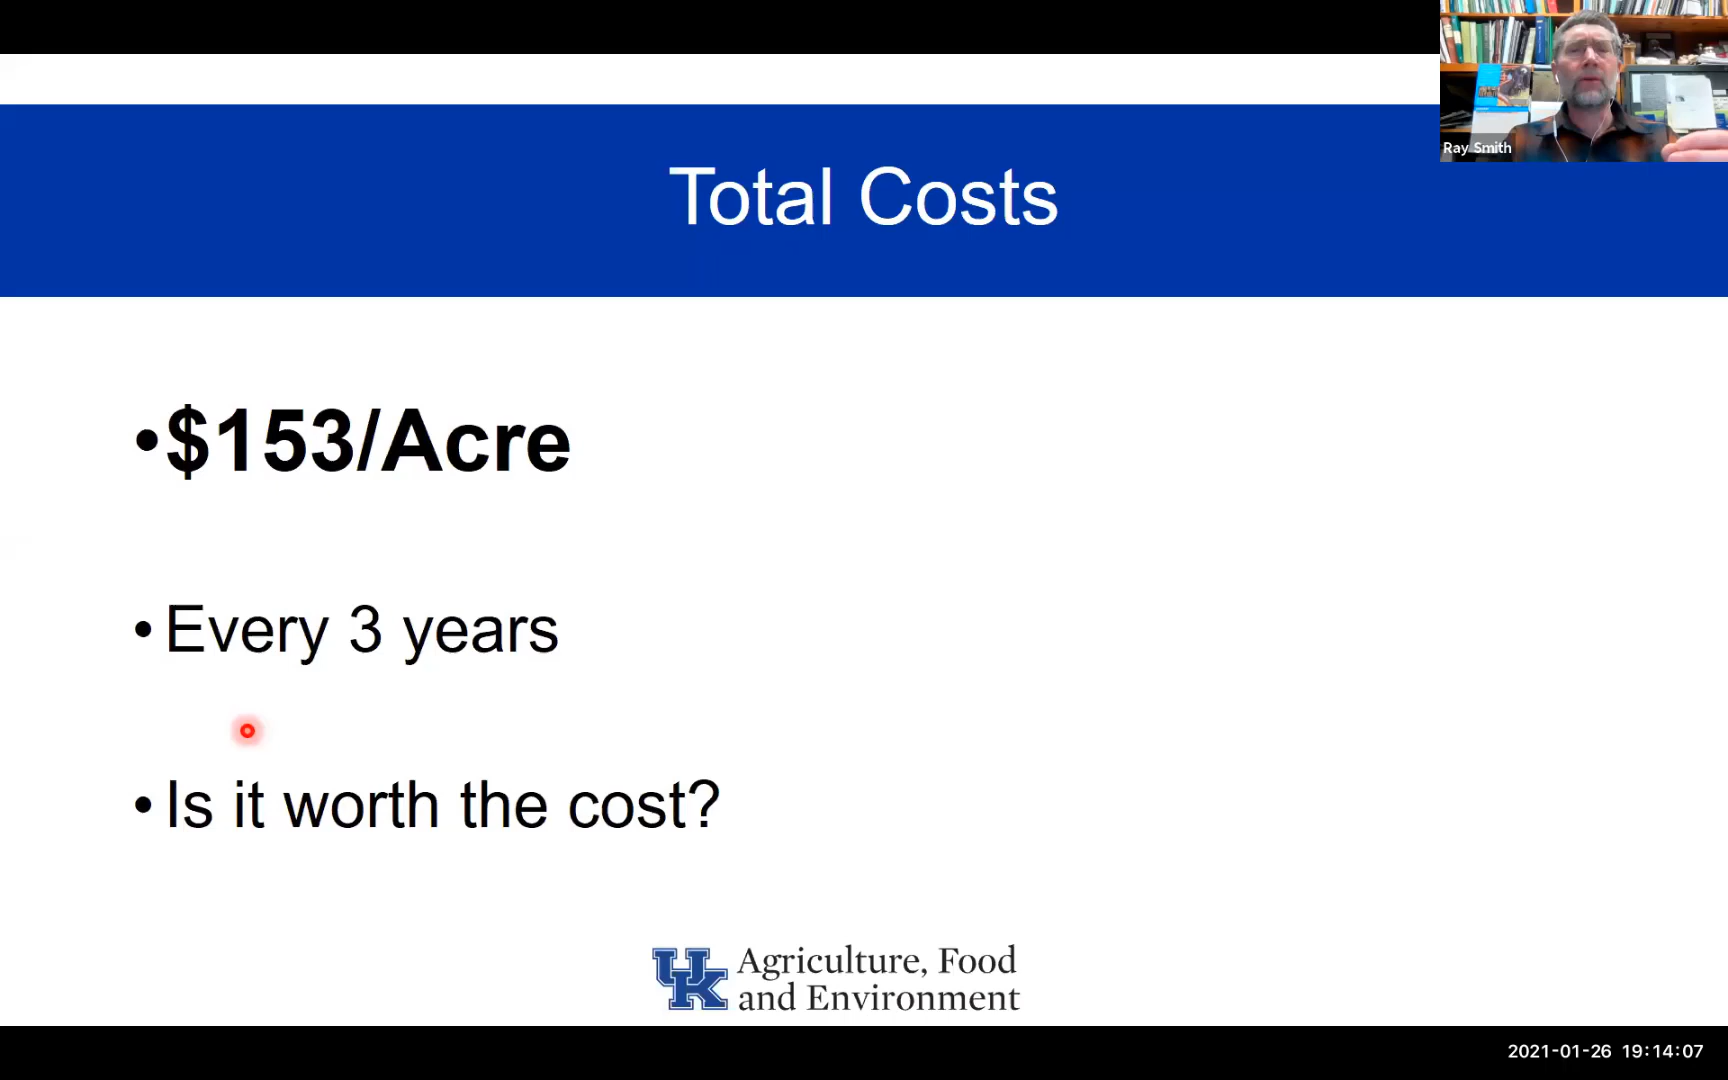 Ray Smith
Total Costs
•$153/Acre
•Every 3 years
•Is it worth the cost?
UK Agriculture, Food
and Environment
2021-01-26 19:14:07